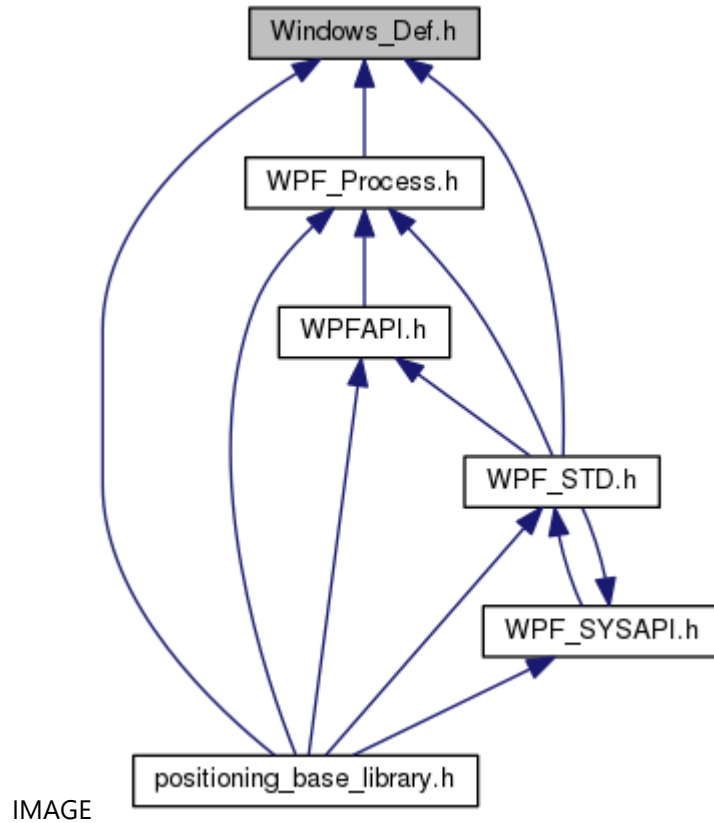 Windows_Def.h
WPF_Process.h
WPFAPI.h
WPF_STD.h
WPF_SYSAPI.h
positioning_base_library.h
IMAGE